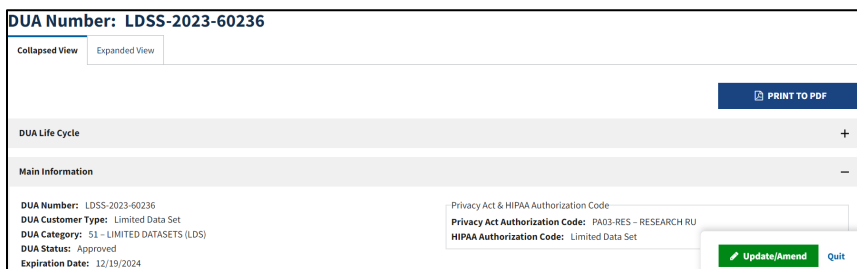 DUA Number: LDSS-2023-60236
Collapsed View Expanded View
PRINT TO PDF
DUA Life Cycle
Main Information
DUA Number: LDSS-2023-60236
DUA Customer Type: Limited Data Set
DUA Category: 51 – LIMITED DATASETS (LDS)
DUA Status: Approved
Expiration Date: 12/19/2024
Privacy Act & HIPAA Authorization Code
Privacy Act Authorization Code: PA03-RES – RESEARCH RU
HIPAA Authorization Code: Limited Data Set
Update/Amend Quit